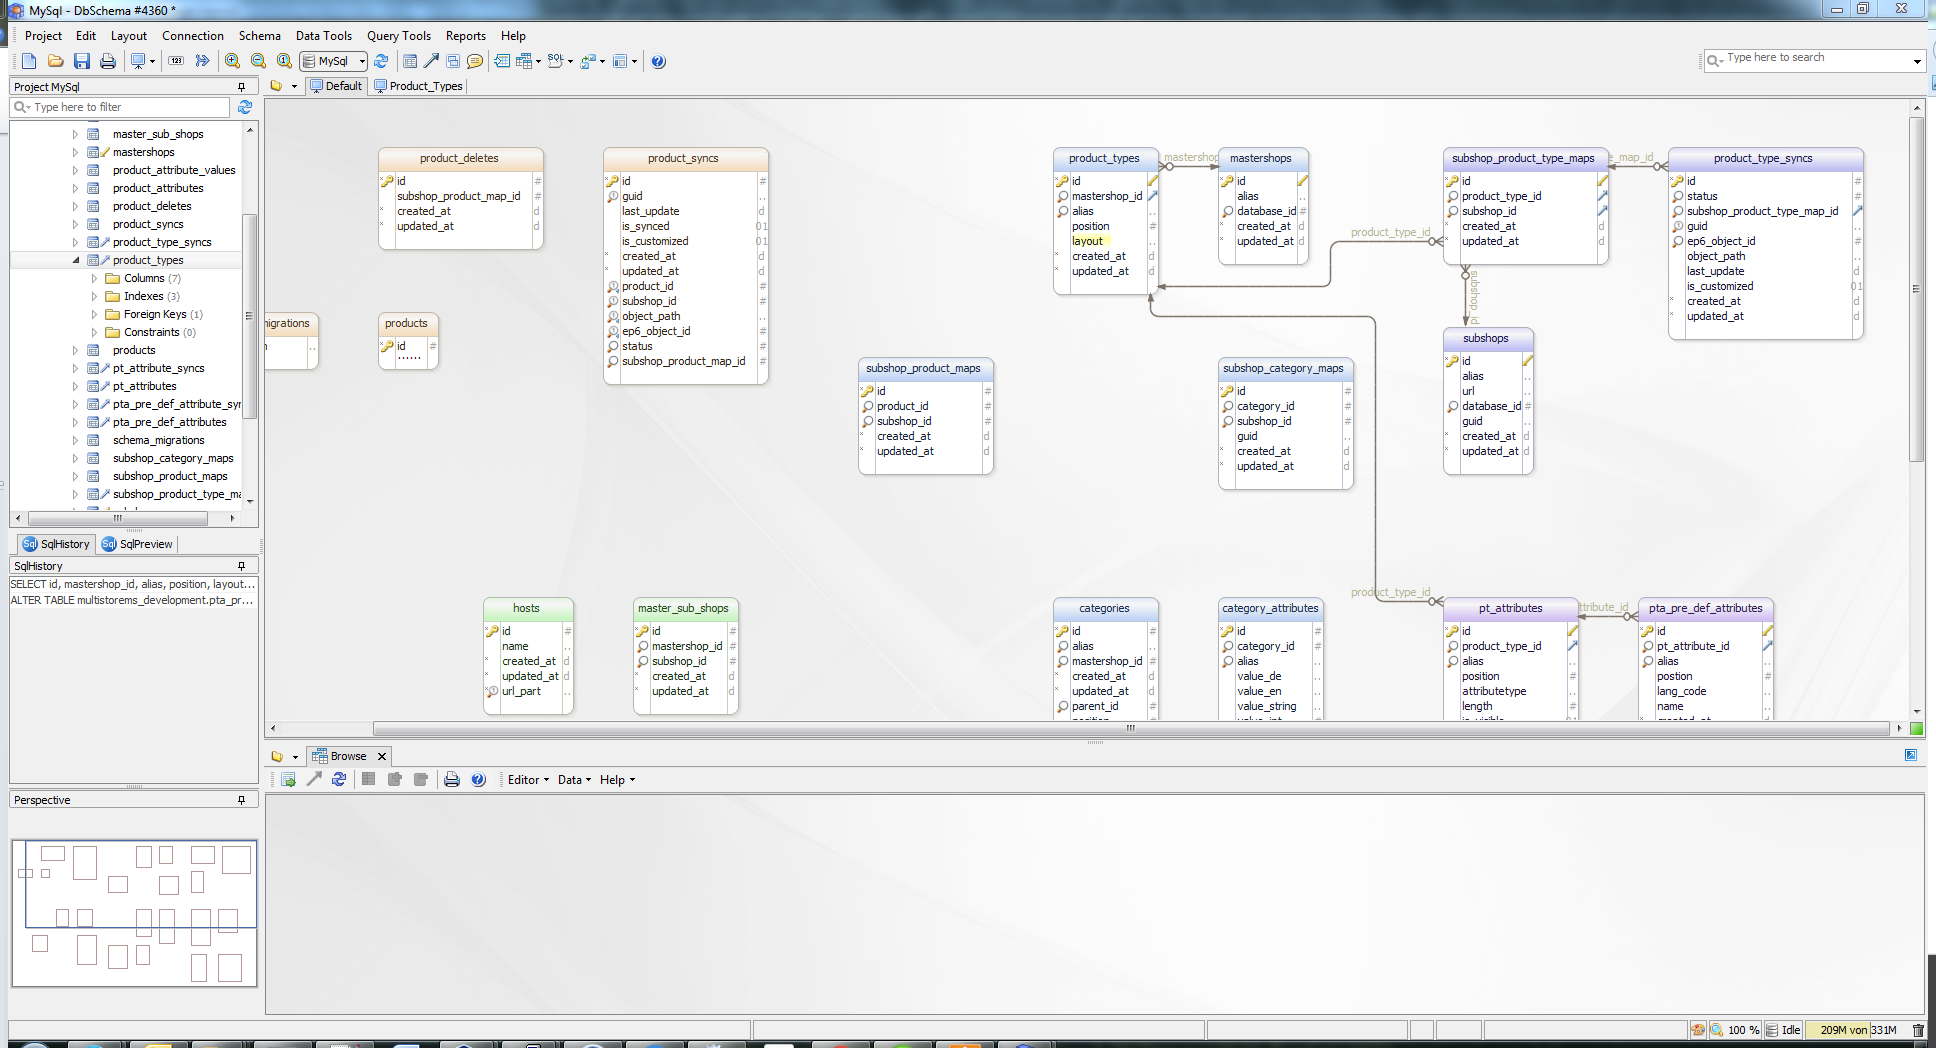 MySql - DbSchema #4360 *
Project Edit Layout Connection Schema Data Tools Query Tools Reports Help
MySql
Type here to search
Project MySql
Default
Product_Types
Type here to filter
master_sub_shops
mastershops
product_attribute_values
product_attributes
product_deletes
product_syncs
product_type_syncs
product_types
Columns (7)
Indexes (3)
Foreign Keys (1)
Constraints (0)
products
pt_attribute_syncs
pt_attributes
pta_pre_def_attribute_syn
pta_pre_def_attributes
schema_migrations
subshop_category_maps
subshop_product_maps
subshop_product_type_ma
SqlHistory
SqlPreview
SqlHistory
SELECT id, mastershop_id, alias, position, layout...
ALTER TABLE multistorems_development.pta_pr...
Perspective
product_deletes
id #
subshop_product_map_id #
created_at d
updated_at d
product_syncs
id #
guid ..
last_update d
is_synced 01
is_customized 01
created_at d
updated_at d
product_id #
subshop_id #
object_path ..
ep6_object_id #
status #
subshop_product_map_id #
product_types
id
mastershop_id
alias ..
position #
layout ..
created_at d
updated_at d
mastershop
mastershops
id
alias ..
database_id #
created_at d
updated_at d
subshop_product_type_maps
id
product_type_id
subshop_id
created_at d
updated_at d
e_map_id
product_type_syncs
id #
status #
subshop_product_type_map_id
guid ..
ep6_object_id #
object_path ..
last_update d
is_customized 01
created_at d
updated_at d
product_type_id
subshop_id
migrations
products
id #
......
subshop_product_maps
id #
product_id #
subshop_id #
created_at d
updated_at d
subshop_category_maps
id #
category_id #
subshop_id #
guid ..
created_at d
updated_at d
subshops
id
alias ..
url ..
database_id #
guid ..
created_at d
updated_at d
hosts
id #
name ..
created_at d
updated_at d
url_part ..
master_sub_shops
id #
mastershop_id #
subshop_id #
created_at d
updated_at d
categories
id #
alias ..
mastershop_id #
created_at d
updated_at d
parent_id #
category_attributes
id #
category_id #
alias ..
value_de ..
value_en ..
value_string ..
product_type_id
pt_attributes
id
product_type_id
alias ..
position #
attributetype ..
length #
ttribute_id
pta_pre_def_attributes
id
pt_attribute_id
alias ..
postion #
lang_code ..
name ..
Browse
Editor Data Help
100 %
Idle
209M von 331M